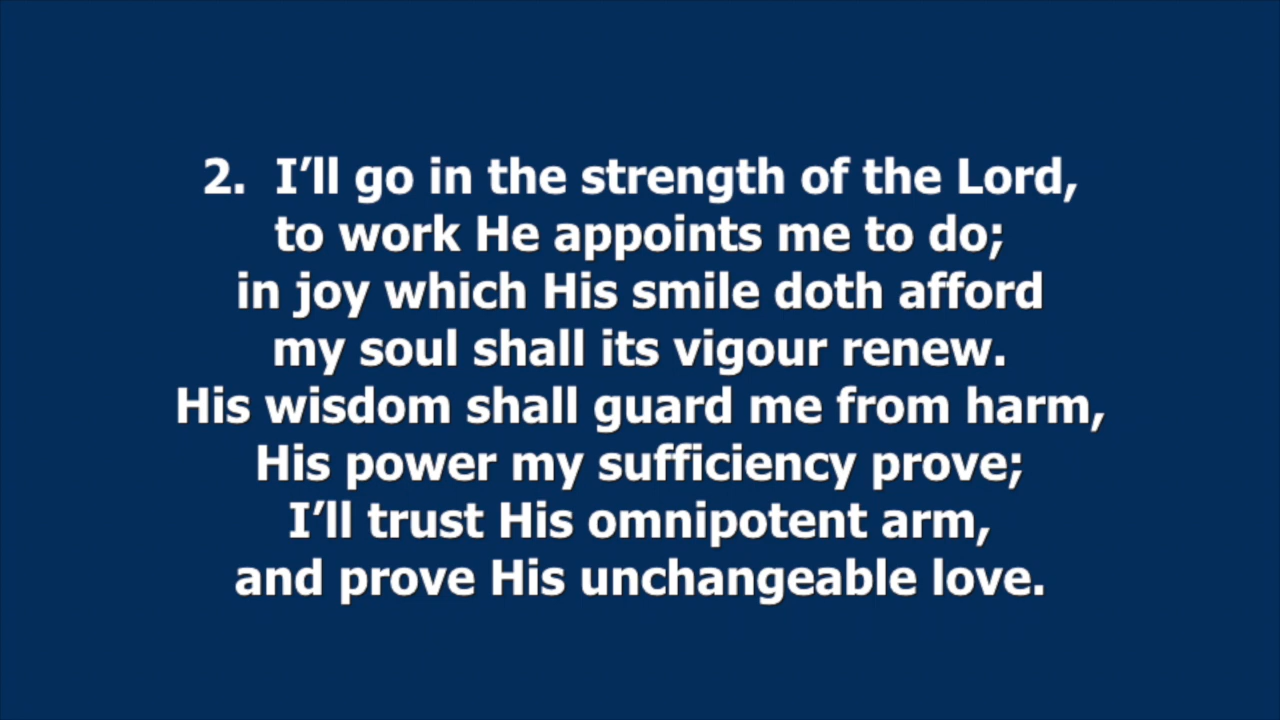 2. I’ll go in the strength of the Lord,
to work He appoints me to do;
in joy which His smile doth afford
my soul shall its vigour renew.
His wisdom shall guard me from harm,
His power my sufficiency prove;
I’ll trust His omnipotent arm,
and prove His unchangeable love.